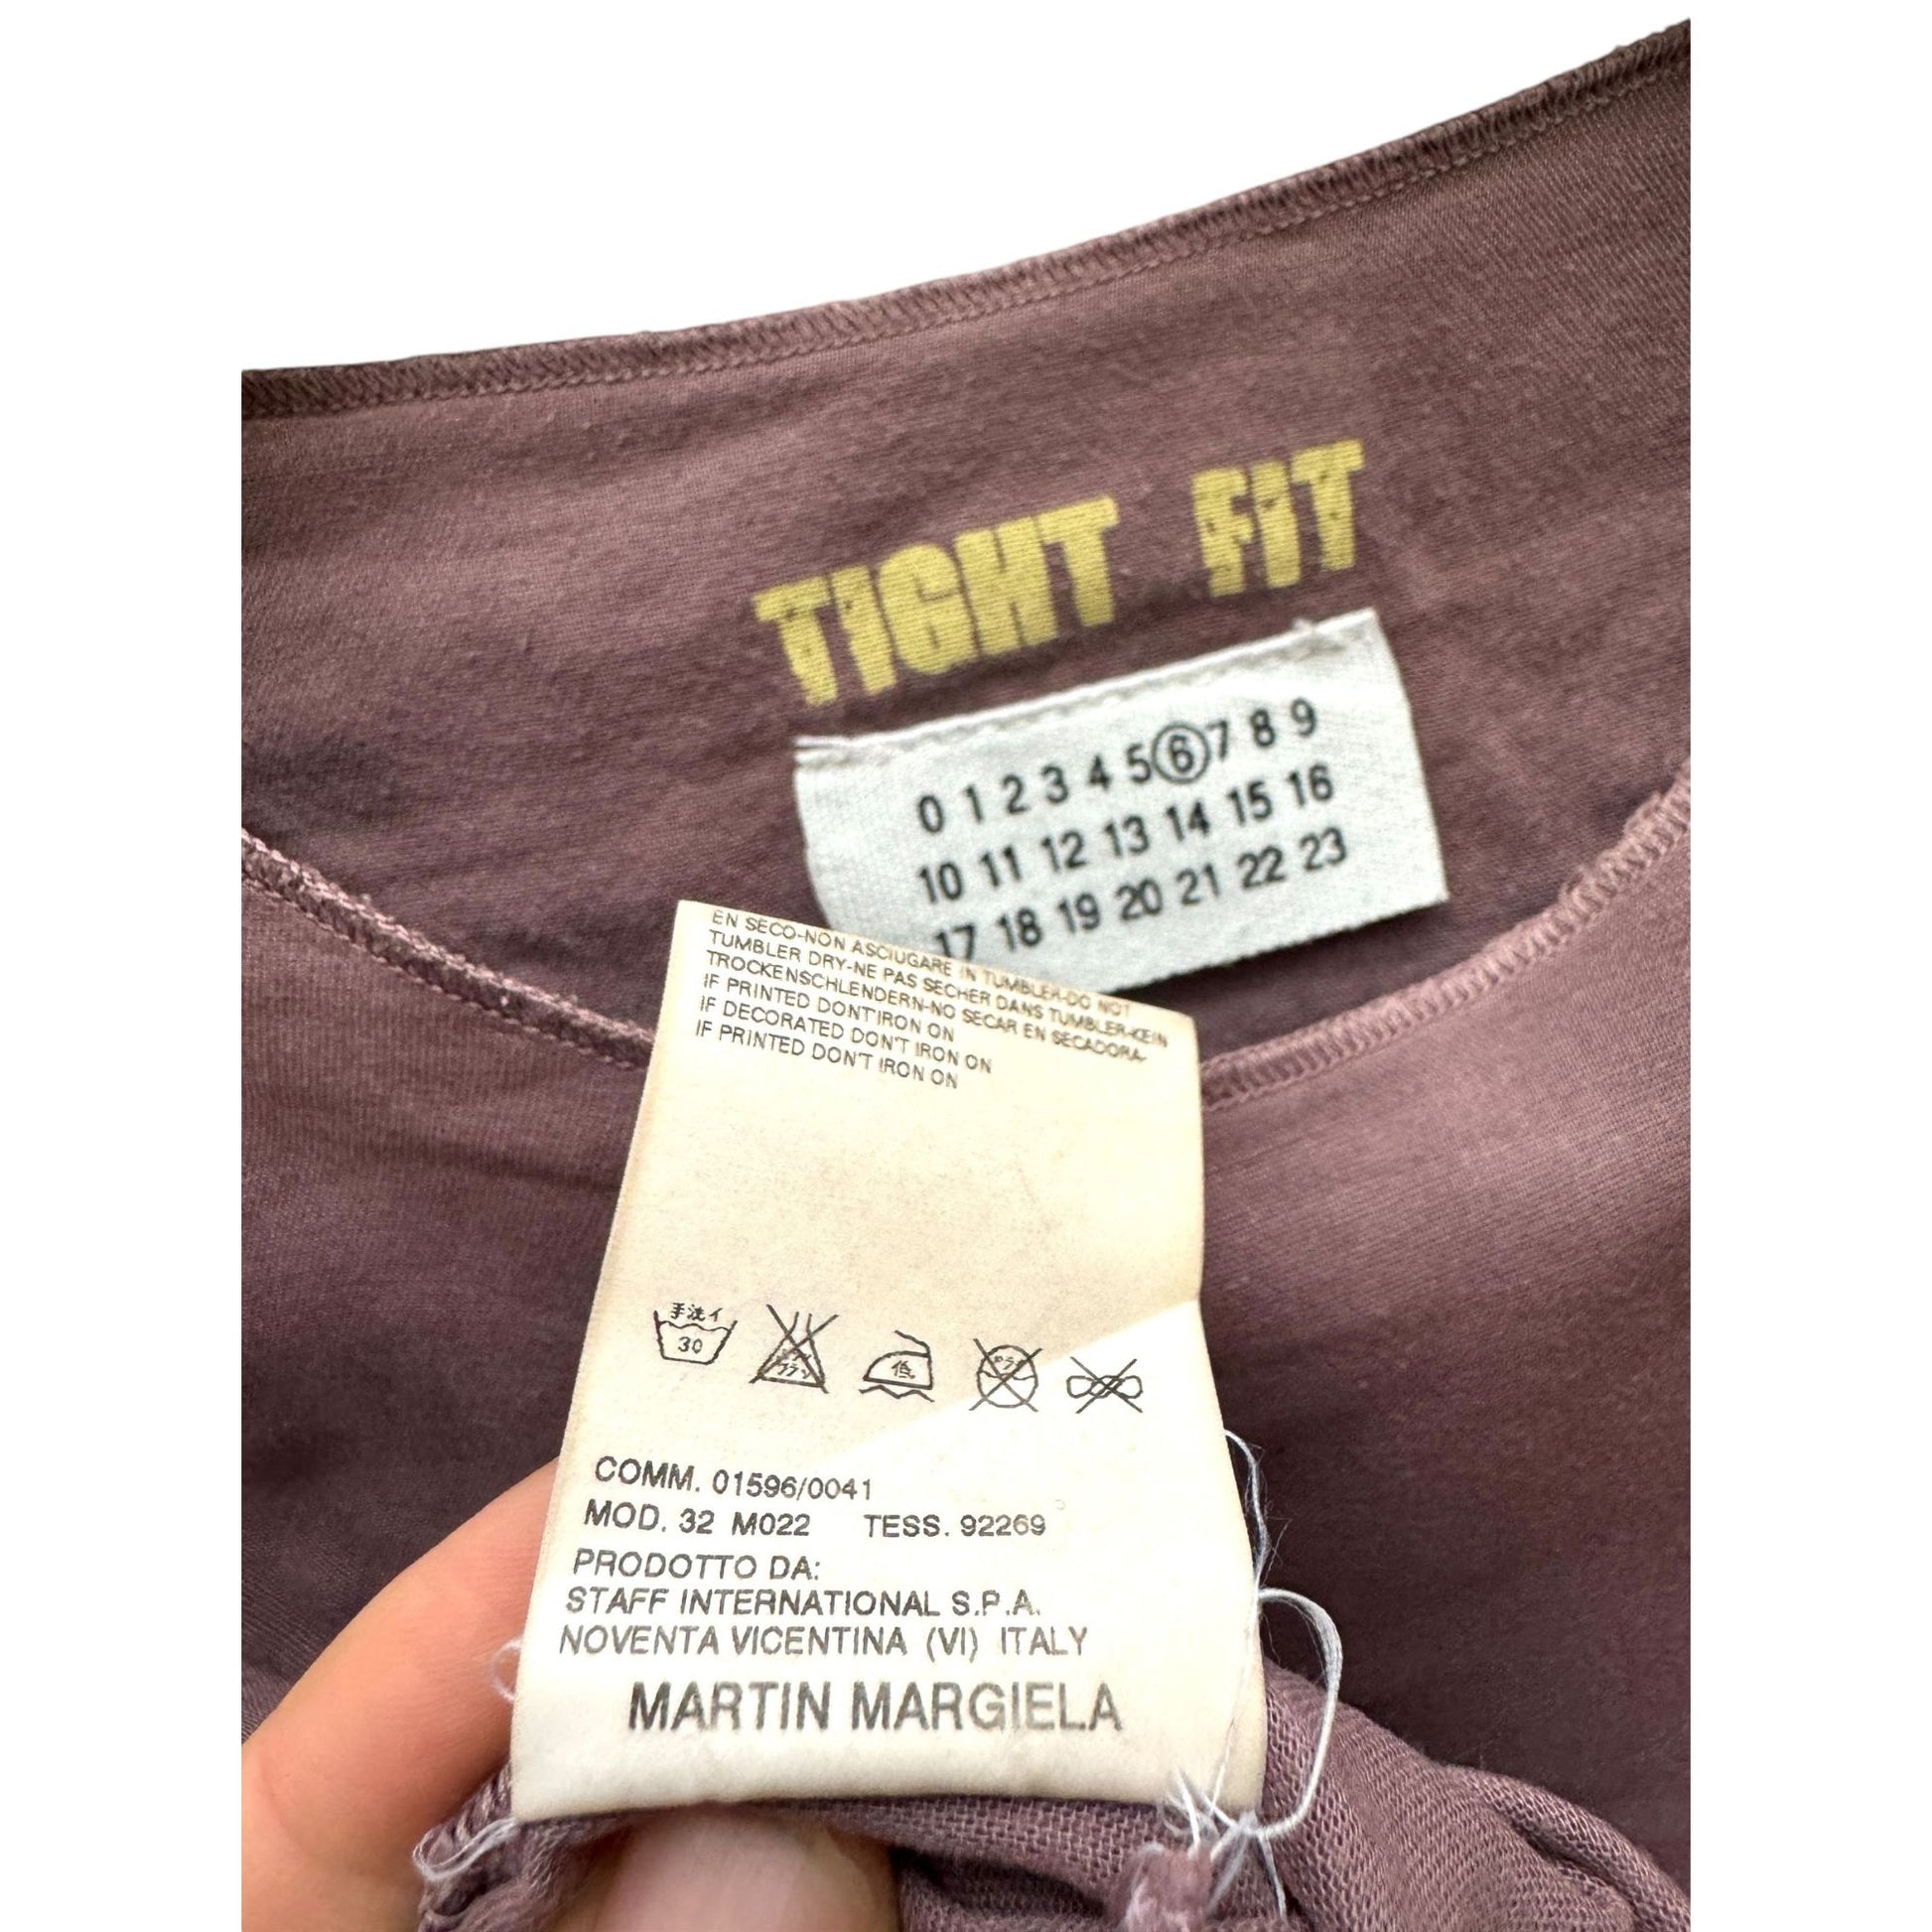 TIGHT FIT
0 1 2 3 4 5 6 7 8 9
10 11 12 13 14 15 16
17 18 19 20 21 22 23
EN SECO-NON ASCIUGARE IN TUMBLER-DO NOT
TUMBLER DRY-NE PAS SECHER DANS TUMBLER-KEIN
TROCKENSCHLENDERN-NO SECAR EN SECADORA-
IF PRINTED DONT'IRON ON
IF DECORATED DON'T IRON ON
IF PRINTED DON'T IRON ON
手洗イ
30
低
COMM. 01596/0041
MOD. 32 M022 TESS. 92269
PRODOTTO DA:
STAFF INTERNATIONAL S.P.A.
NOVENTA VICENTINA (VI) ITALY
MARTIN MARGIELA